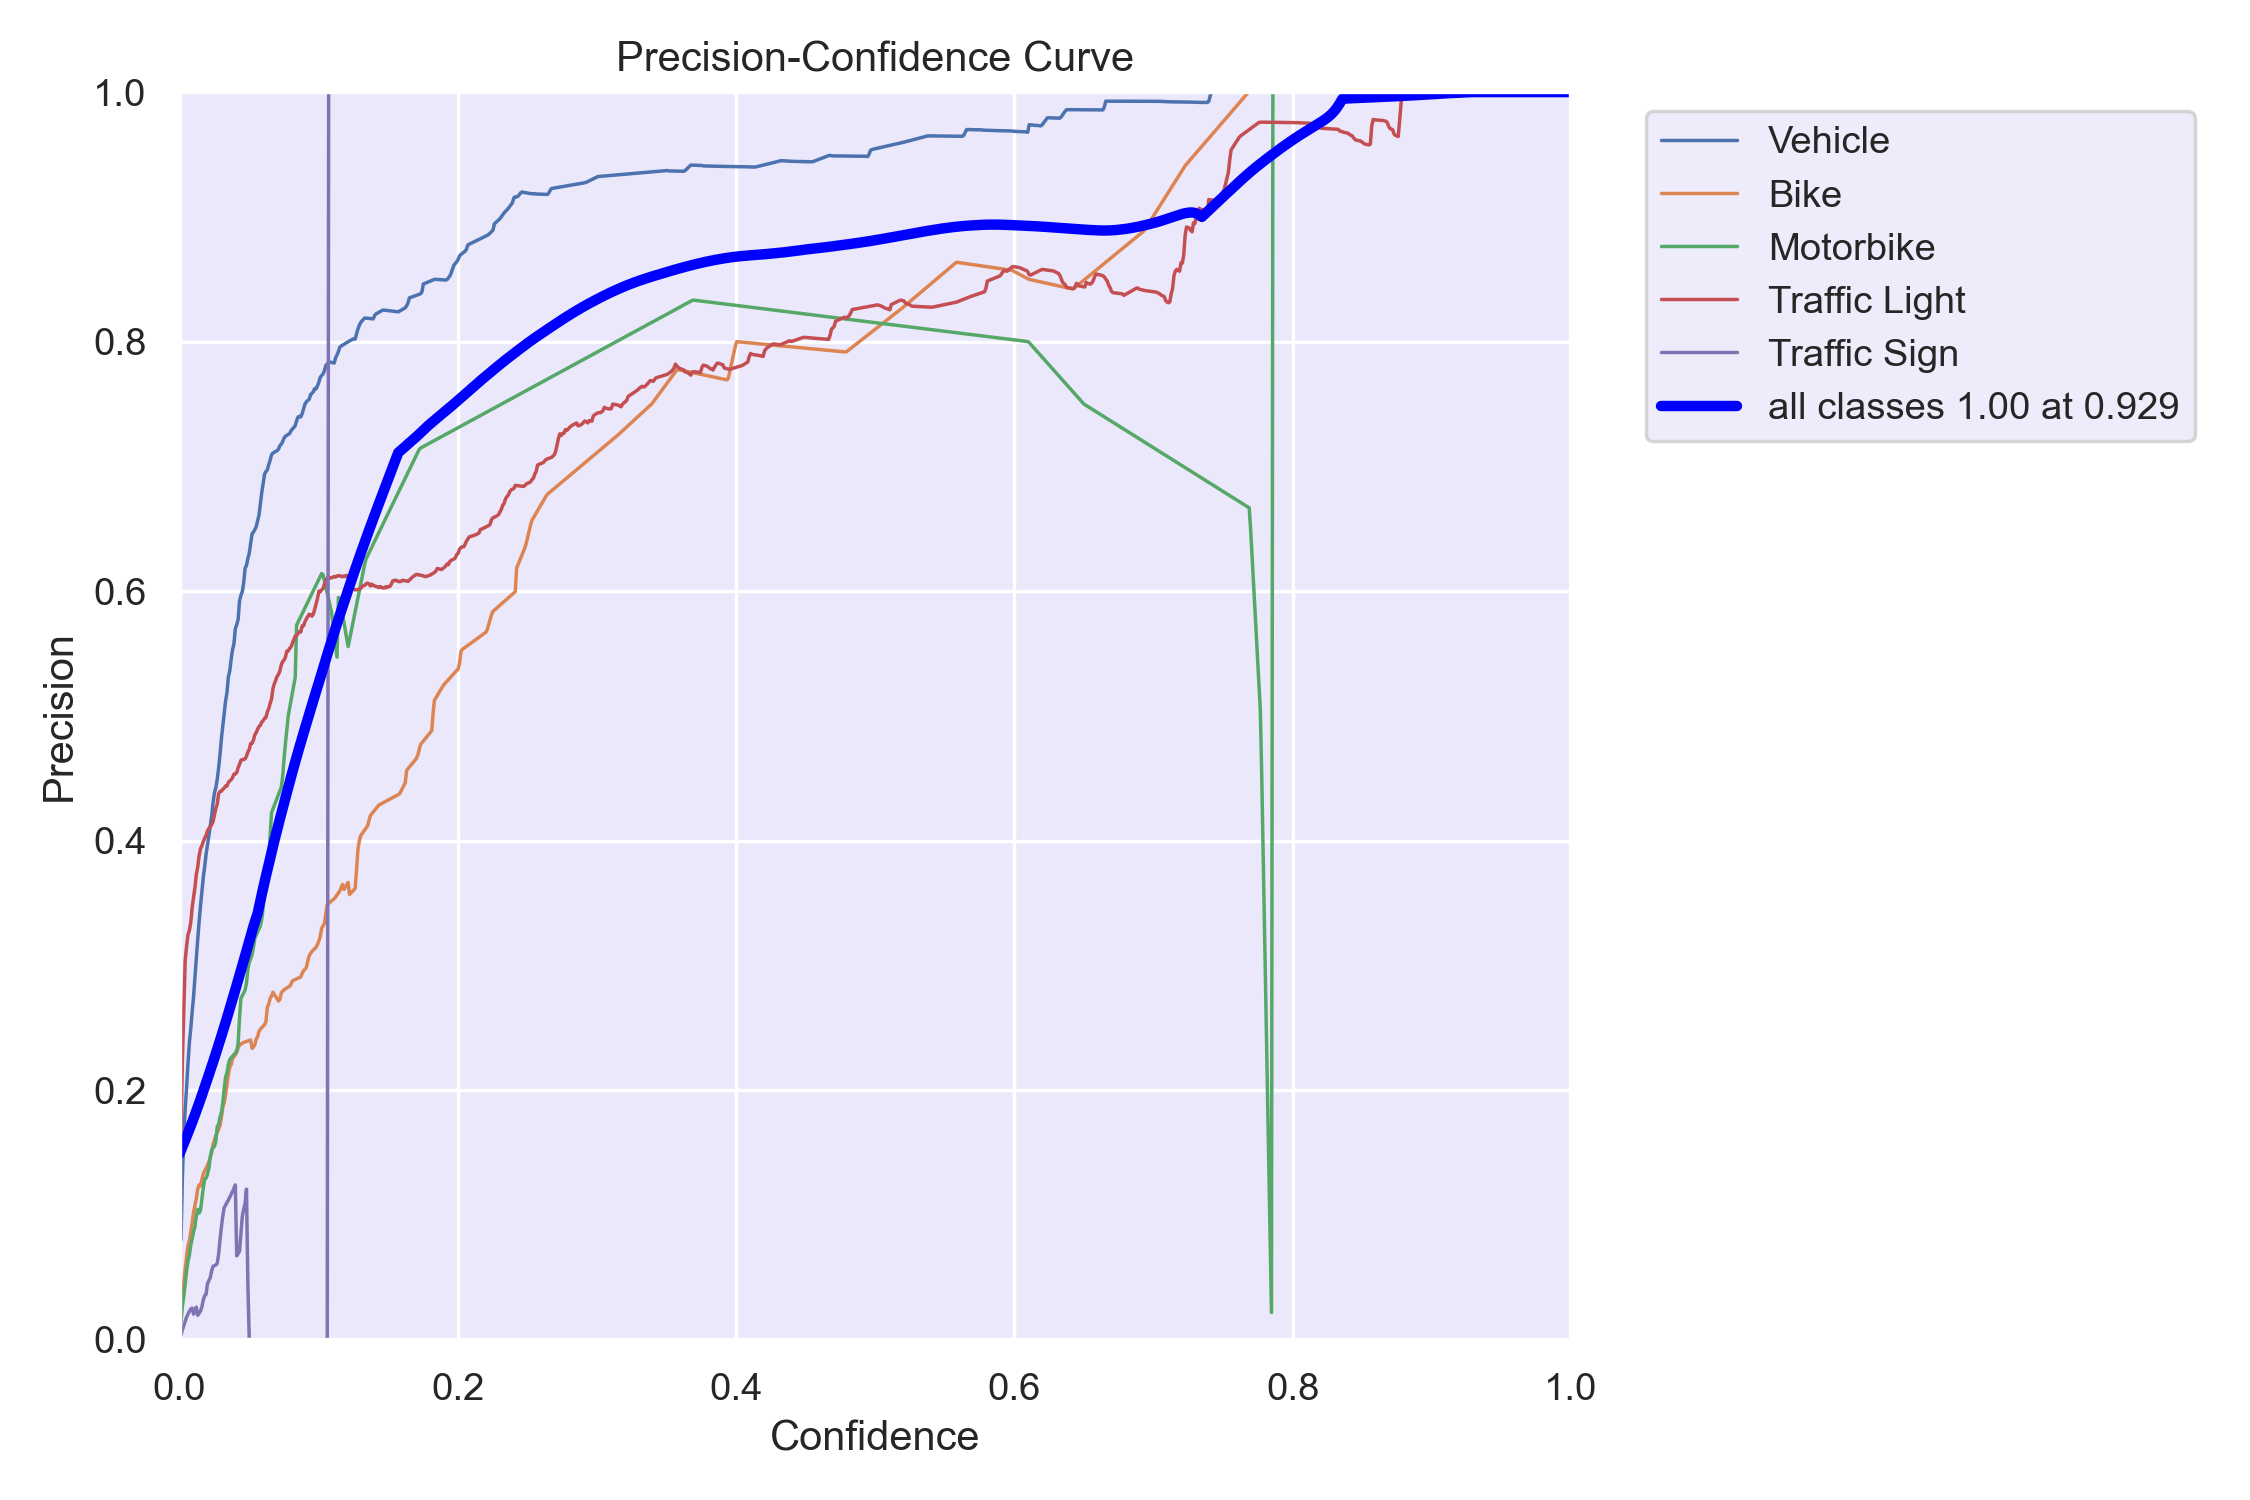 Precision-Confidence Curve
1.0
0.8
0.6
0.4
0.2
0.0
Precision
0.0 0.2 0.4 0.6 0.8 1.0
Confidence
Vehicle
Bike
Motorbike
Traffic Light
Traffic Sign
all classes 1.00 at 0.929